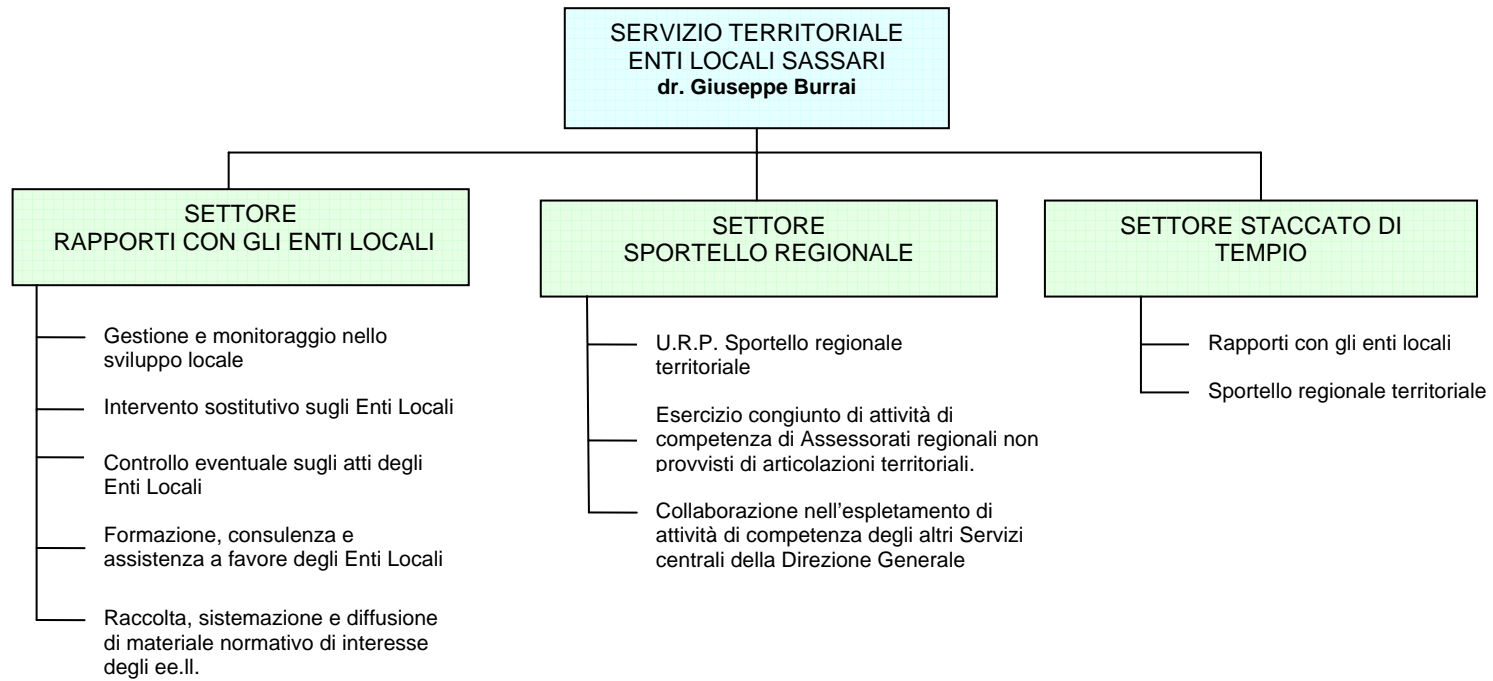 SERVIZIO TERRITORIALE
ENTI LOCALI SASSARI
dr. Giuseppe Burrai
SETTORE
RAPPORTI CON GLI ENTI LOCALI
Gestione e monitoraggio nello
sviluppo locale
Intervento sostitutivo sugli Enti Locali
Controllo eventuale sugli atti degli
Enti Locali
Formazione, consulenza e
assistenza a favore degli Enti Locali
Raccolta, sistemazione e diffusione
di materiale normativo di interesse
degli ee.ll.
SETTORE
SPORTELLO REGIONALE
U.R.P. Sportello regionale
territoriale
Esercizio congiunto di attività di
competenza di Assessorati regionali non
provvisti di articolazioni territoriali.
Collaborazione nell'espletamento di
attività di competenza degli altri Servizi
centrali della Direzione Generale
SETTORE STACCATO DI
TEMPIO
Rapporti con gli enti locali
Sportello regionale territoriale